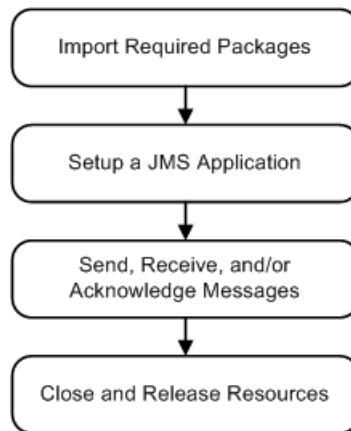 Import Required Packages
Setup a JMS Application
Send, Receive, and/or
Acknowledge Messages
Close and Release Resources